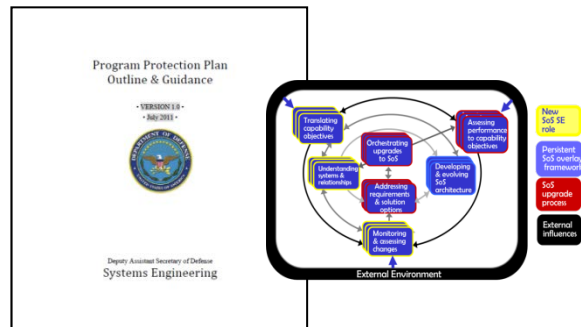 Program Protection Plan
Outline & Guidance
- VERSION 1.0 -
- July 2011 -
DEPARTMENT OF DEFENSE
Deputy Assistant Secretary of Defense
Systems Engineering
Translating
capability
objectives
Assessing
performance
to capability
objectives
Orchestrating
upgrades
to SoS
Understanding
systems &
relationships
Developing
& evolving
SoS
architecture
Addressing
requirements
& solution
options
Monitoring
& assessing
changes
External Environment
New
SoS SE
role
Persistent
SoS overlay
framework
SoS
upgrade
process
External
influences